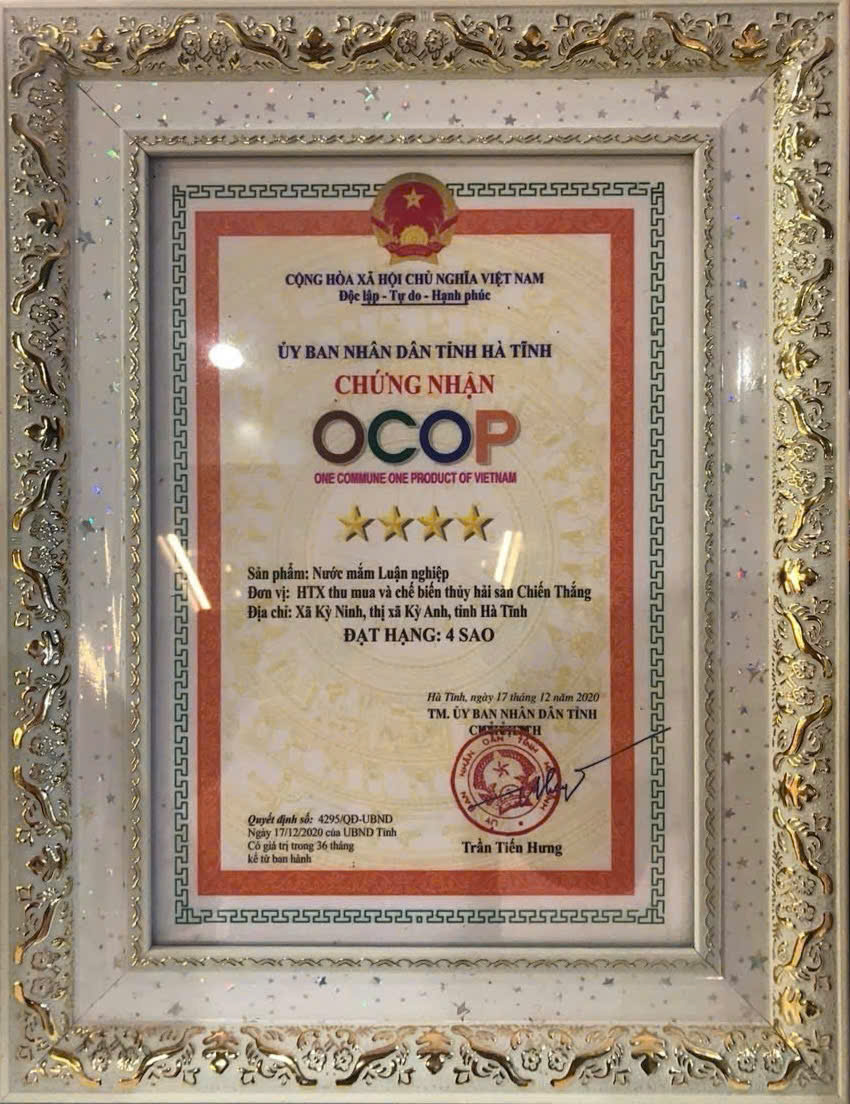 CỘNG HÒA XÃ HỘI CHỦ NGHĨA VIỆT NAM
Độc lập - Tự do - Hạnh phúc
ỦY BAN NHÂN DÂN TỈNH HÀ TĨNH
CHỨNG NHẬN
OCOP
ONE COMMUNE ONE PRODUCT OF VIETNAM
Sản phẩm: Nước mắm Luận nghiệp
Đơn vị: HTX thu mua và chế biến thủy hải sản Chiến Thắng
Địa chỉ: Xã Kỳ Ninh, thị xã Kỳ Anh, tỉnh Hà Tĩnh
ĐẠT HẠNG: 4 SAO
Hà Tĩnh, ngày 17 tháng 12 năm 2020
TM. ỦY BAN NHÂN DÂN TỈNH
CHỦ TỊCH
Quyết định số: 4295/QĐ-UBND
Ngày 17/12/2020 của UBND Tỉnh
Có giá trị trong 36 tháng
kể từ ban hành
Trần Tiến Hưng